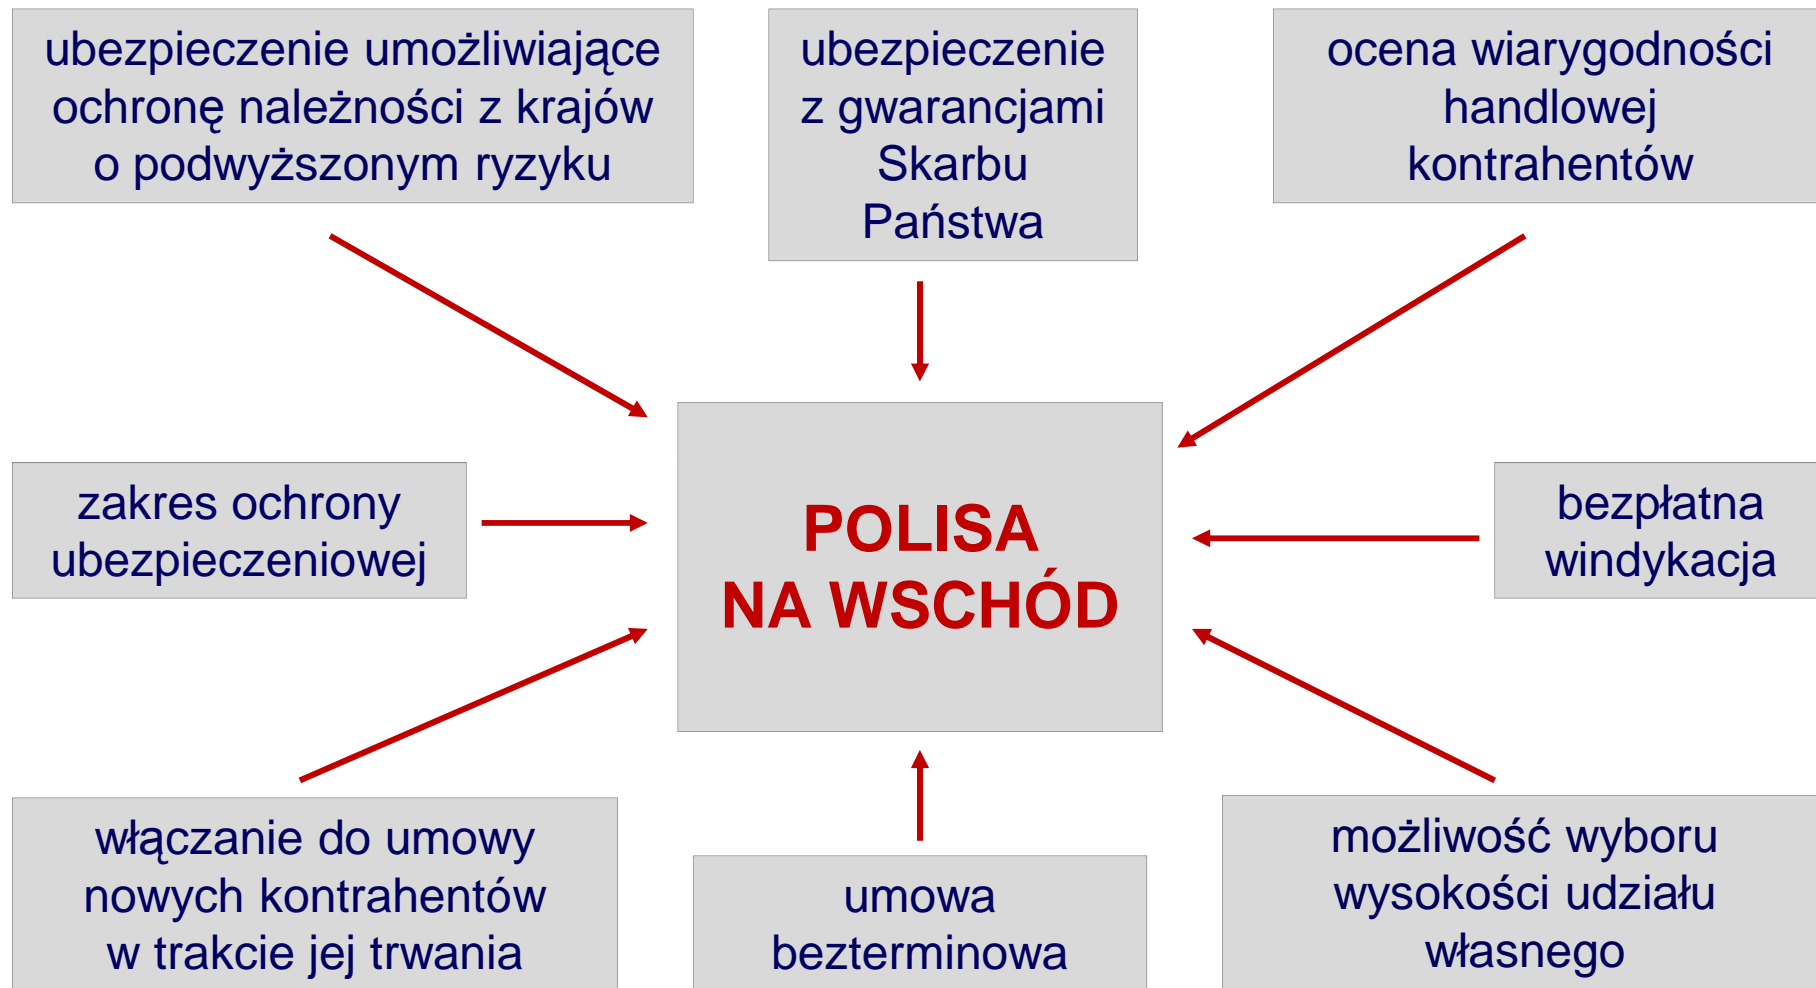 ubezpieczenie umożliwiające
ochronę należności z krajów
o podwyższonym ryzyku
ubezpieczenie
z gwarancjami
Skarbu
Państwa
ocena wiarygodności
handlowej
kontrahentów
zakres ochrony
ubezpieczeniowej
POLISA
NA WSCHÓD
bezpłatna
windykacja
włączanie do umowy
nowych kontrahentów
w trakcie jej trwania
umowa
bezterminowa
możliwość wyboru
wysokości udziału
własnego